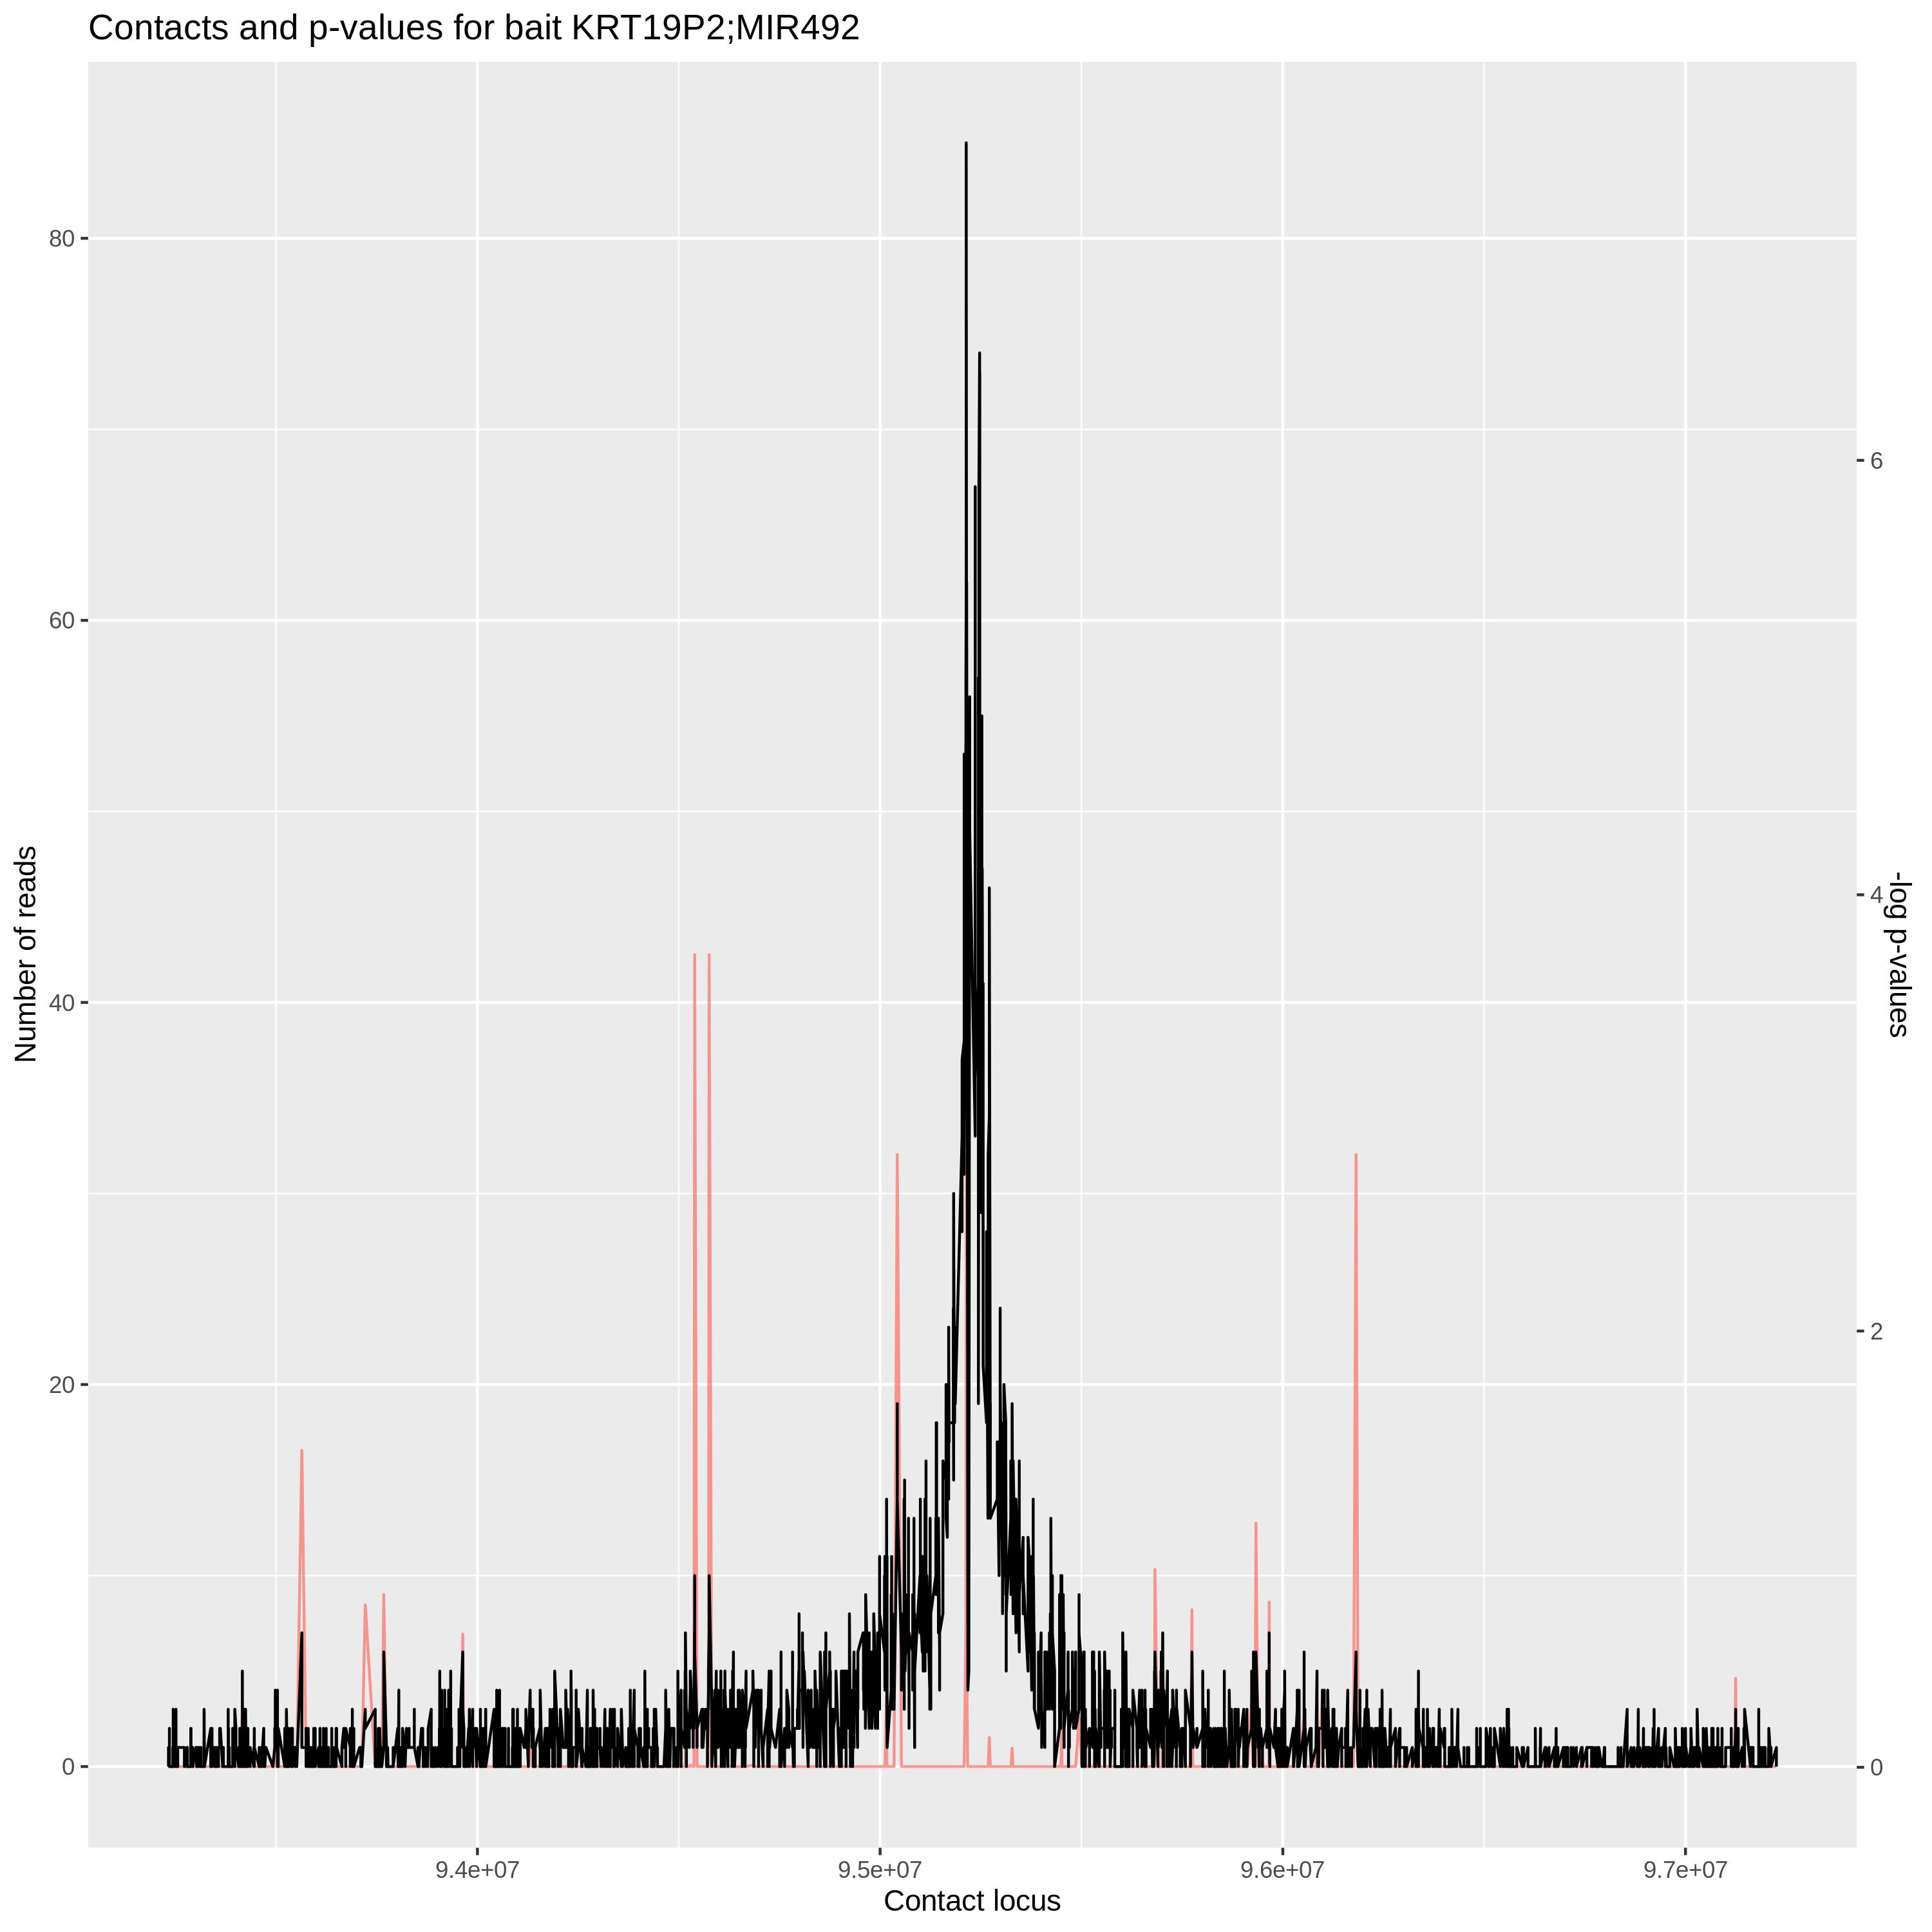 Contacts and p-values for bait KRT19P2;MIR492
80
60
40
20
0
Number of reads
6
4
2
0
-log p-values
9.4e+07
9.5e+07
9.6e+07
9.7e+07
Contact locus